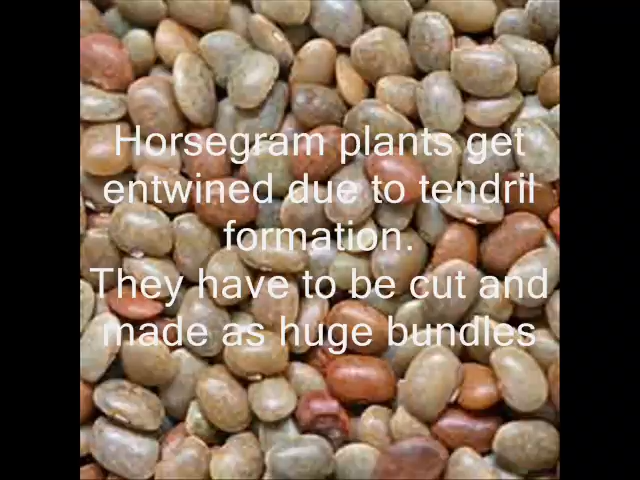 Horsegram plants get
entwined due to tendril
formation.
They have to be cut and
made as huge bundles